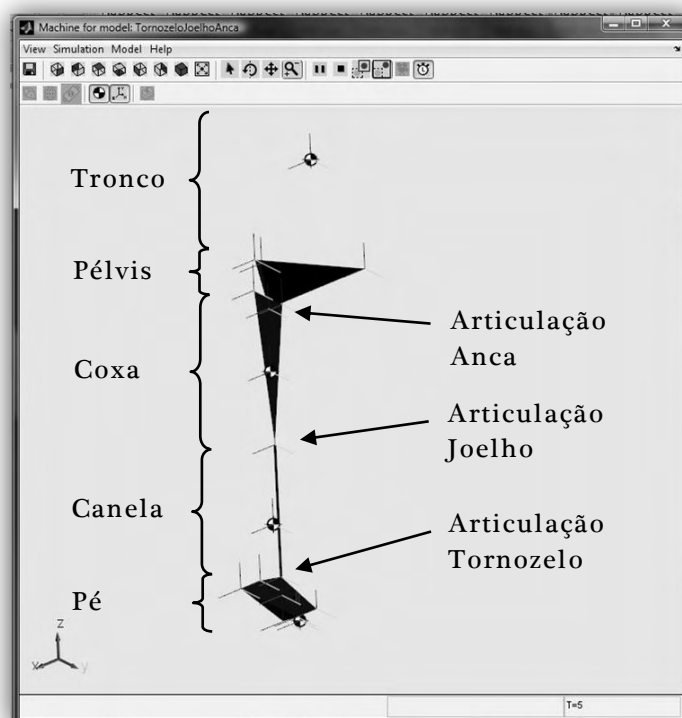 Machine for model: TornozeloJoelhoAnca
View Simulation Model Help
Tronco
Pélvis
Coxa
Canela
Pé
Articulação
Anca
Articulação
Joelho
Articulação
Tornozelo
z
x
y
T=5